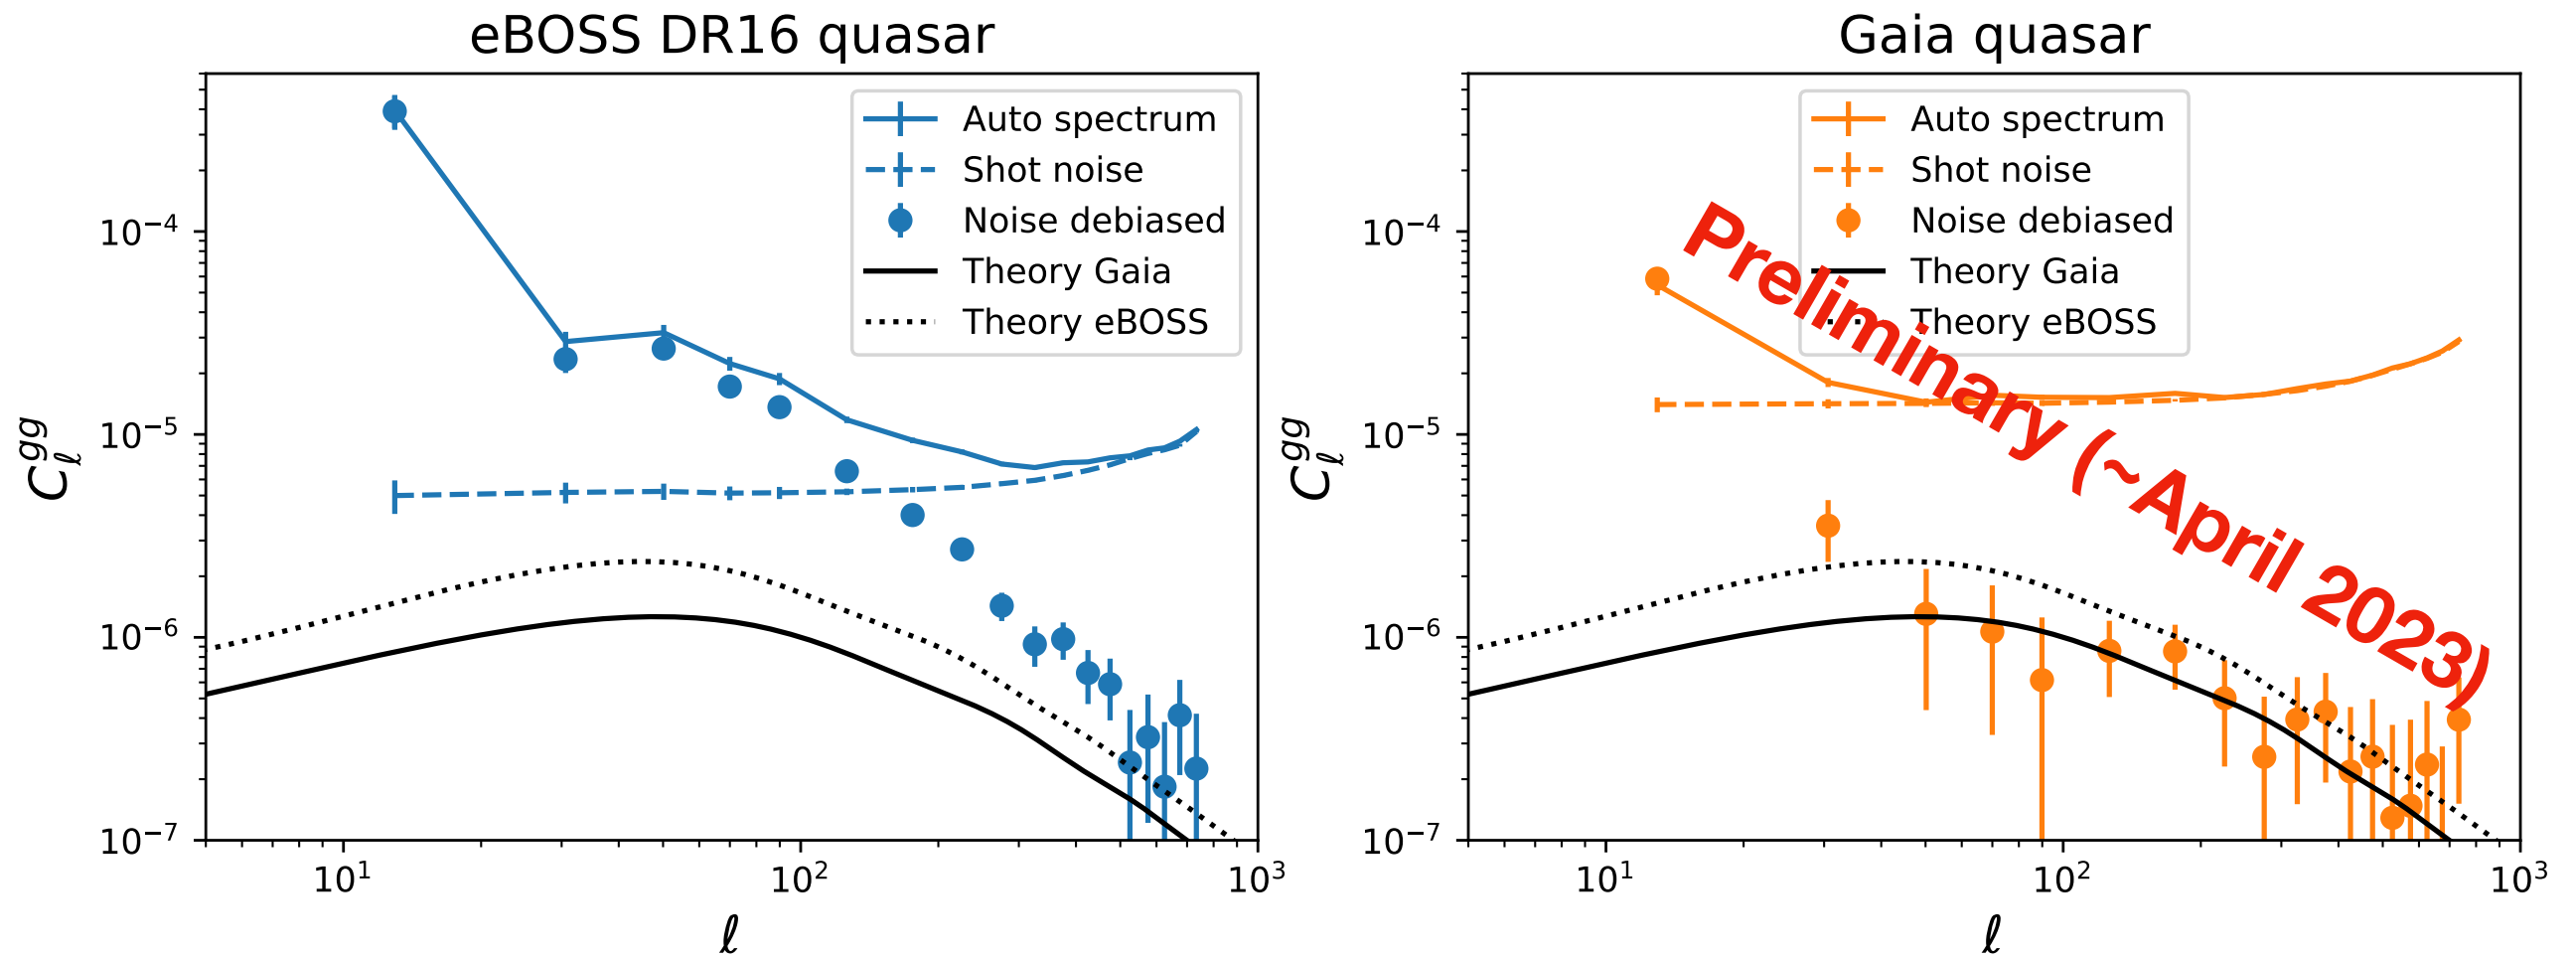 eBOSS DR16 quasar
Auto spectrum
Shot noise
Noise debiased
Theory Gaia
Theory eBOSS
10⁻⁴
10⁻⁵
10⁻⁶
10⁻⁷
C_ℓ^{gg}
10¹
10²
10³
ℓ
Gaia quasar
Auto spectrum
Shot noise
Noise debiased
Theory Gaia
Theory eBOSS
Preliminary (~April 2023)
10⁻⁴
10⁻⁵
10⁻⁶
10⁻⁷
C_ℓ^{gg}
10¹
10²
10³
ℓ